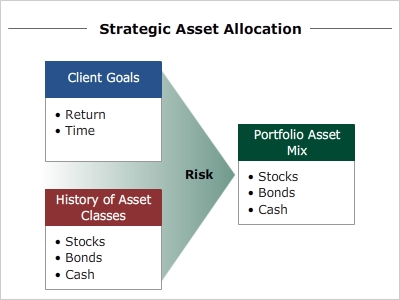 Strategic Asset Allocation
Client Goals
• Return
• Time
History of Asset
Classes
• Stocks
• Bonds
• Cash
Risk
Portfolio Asset
Mix
• Stocks
• Bonds
• Cash